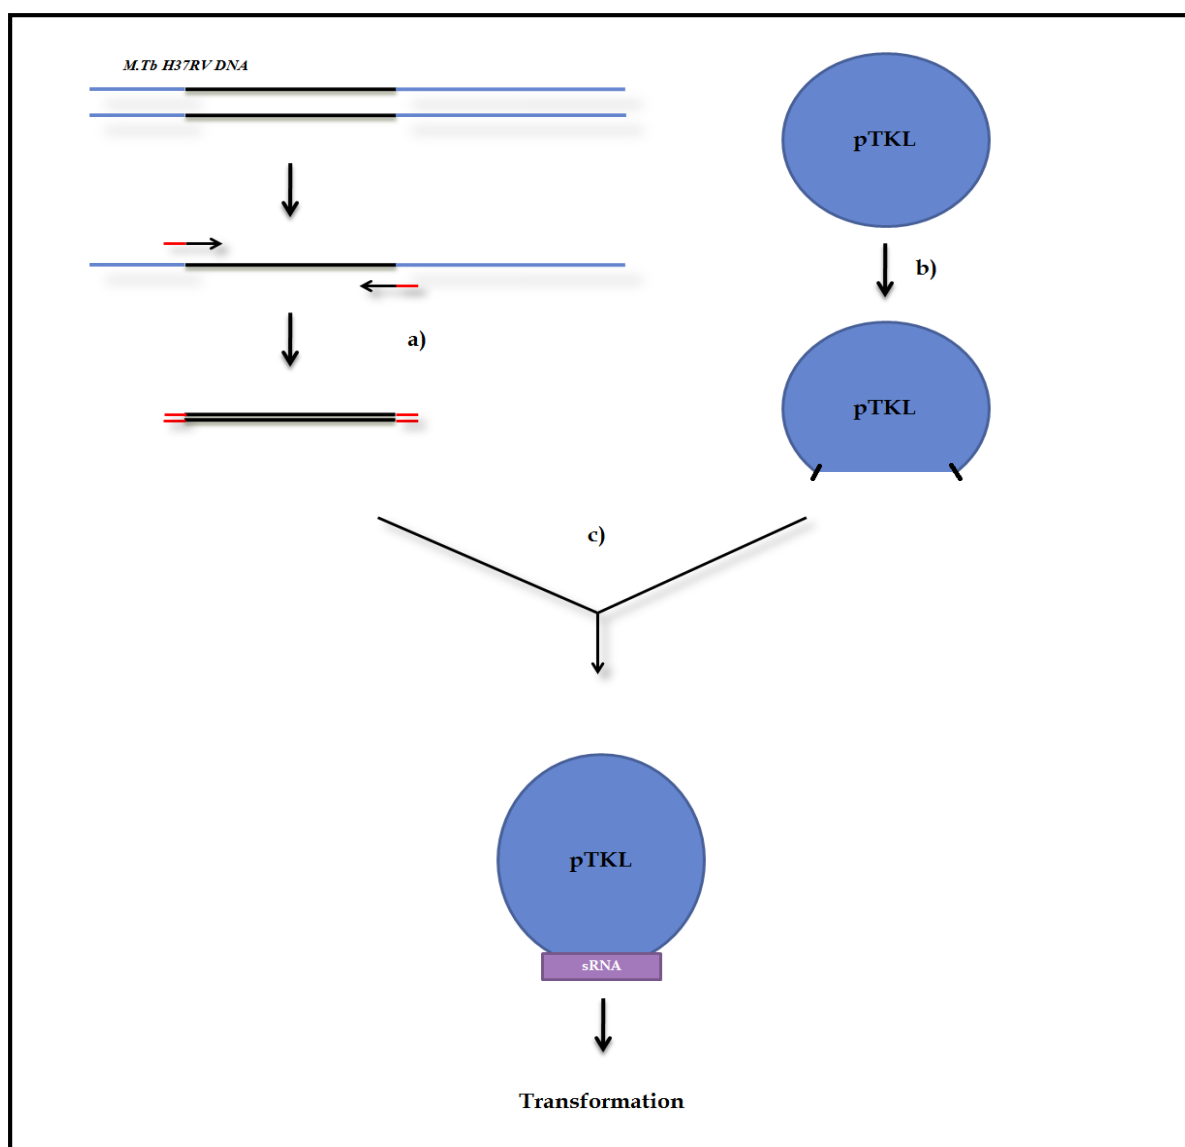 M.Tb H37RV DNA
pTKL
b)
a)
pTKL
c)
pTKL
sRNA
Transformation